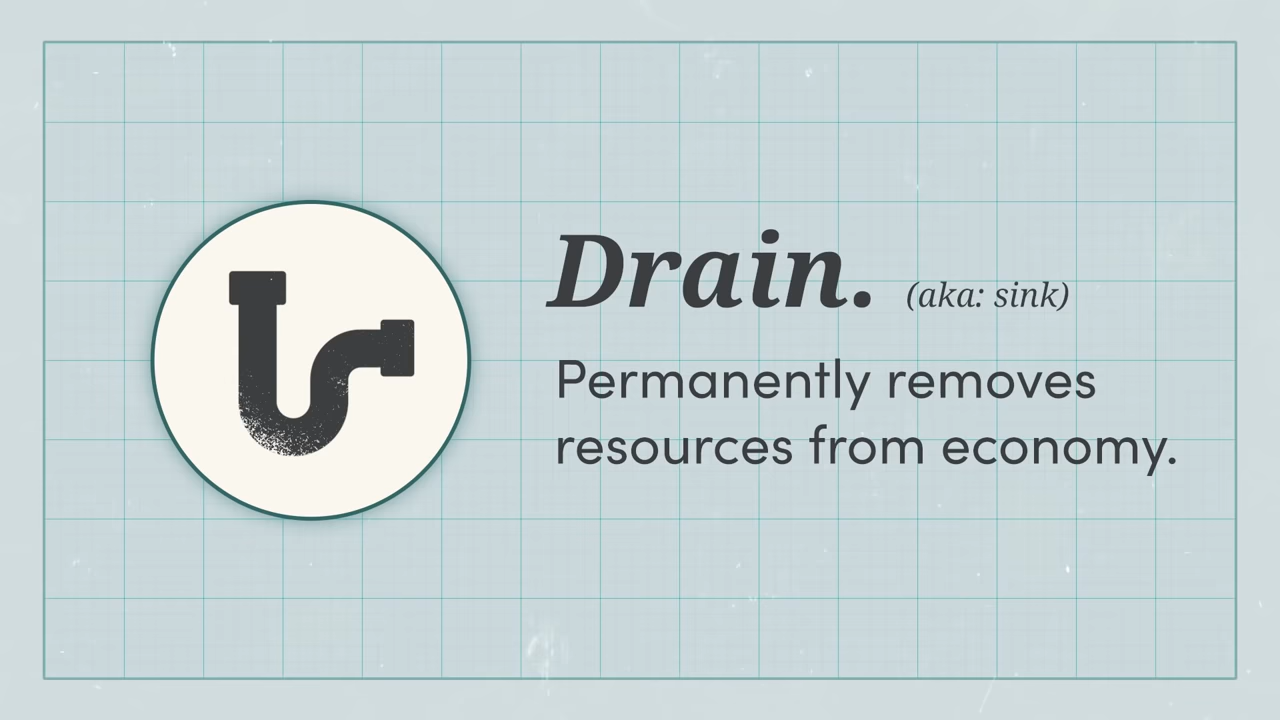 Drain. (aka: sink)
Permanently removes
resources from economy.